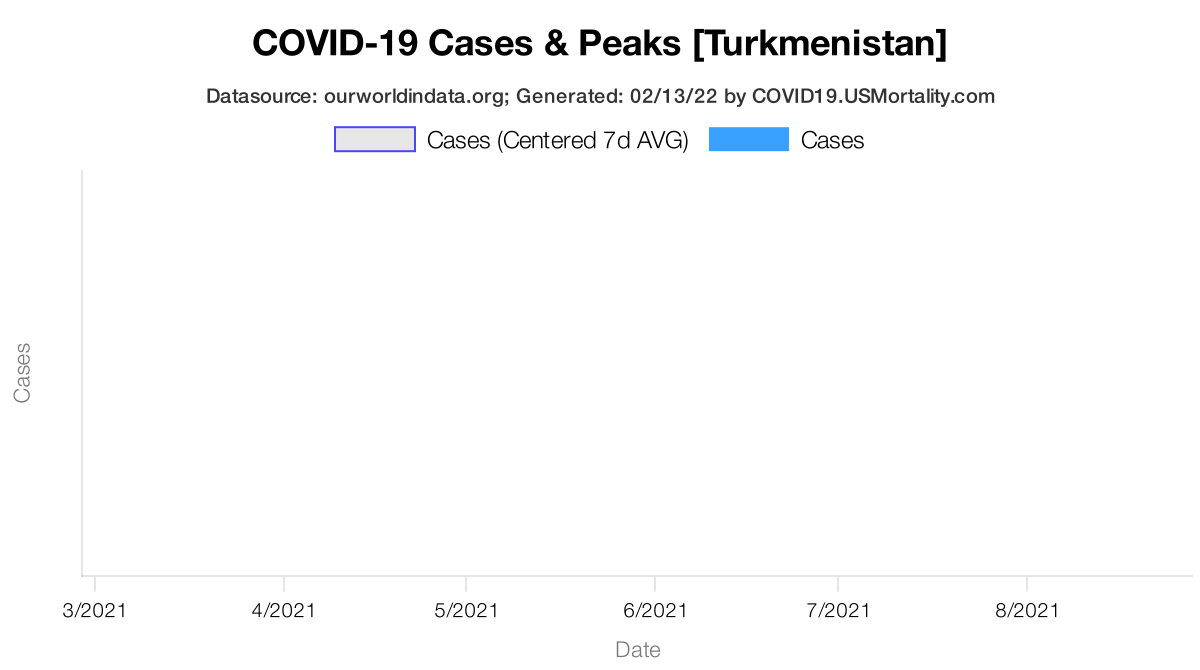 COVID-19 Cases & Peaks [Turkmenistan]
Datasource: ourworldindata.org; Generated: 02/13/22 by COVID19.USMortality.com
Cases (Centered 7d AVG) Cases
Cases
3/2021 4/2021 5/2021 6/2021 7/2021 8/2021
Date